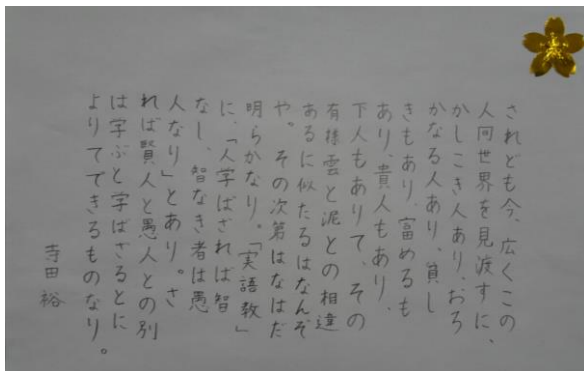 されども今、広くこの
人間世界を見渡すに、
かしこき人あり、おろ
かなる人あり、貧し
きもあり、富めるも
あり、貴人もあり、
下人もありて、その
有様雲と泥との相違
あるに似たるはなんぞ
や。その次第はなはだ
明らかなり。「実語教」
に、「人学ばざれば智
なし、智なき者は愚
人なり」とあり。さ
れば賢人と愚人との別
は学ぶと学ばざるとに
よりてできるものなり。
寺田裕